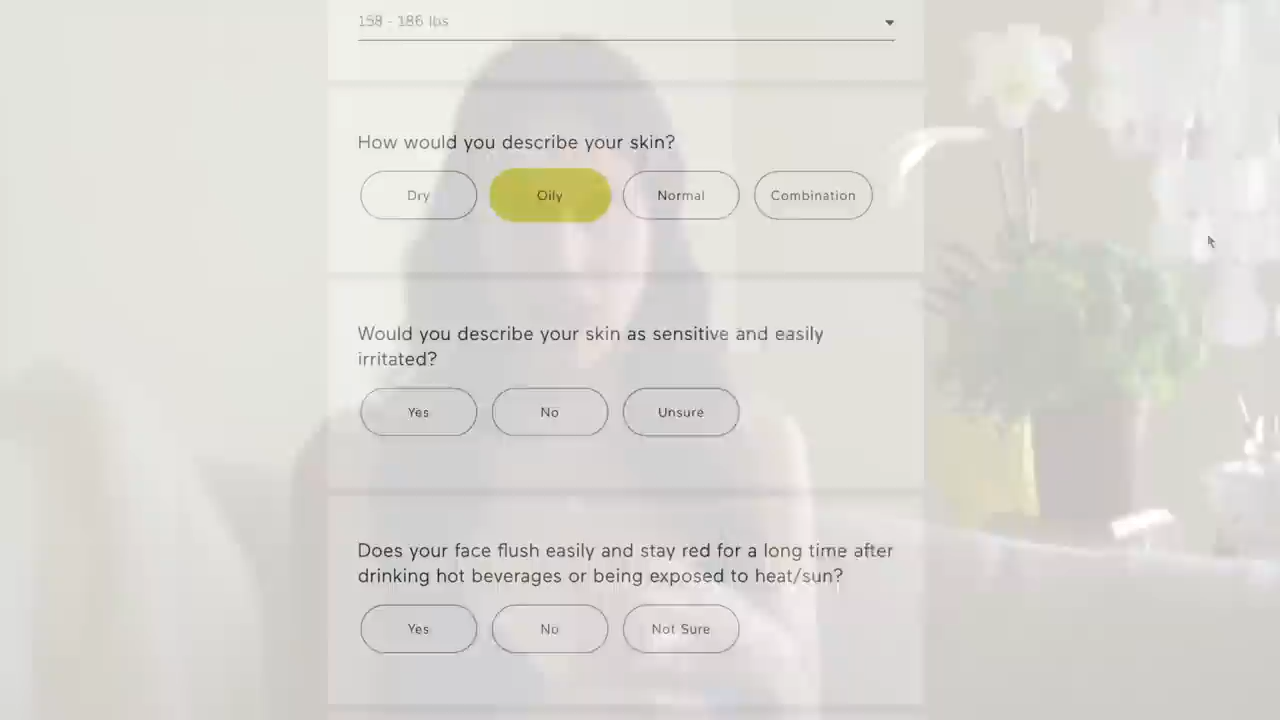 158 - 186 lbs
How would you describe your skin?
Dry Oily Normal Combination
Would you describe your skin as sensitive and easily
irritated?
Yes No Unsure
Does your face flush easily and stay red for a long time after
drinking hot beverages or being exposed to heat/sun?
Yes No Not Sure